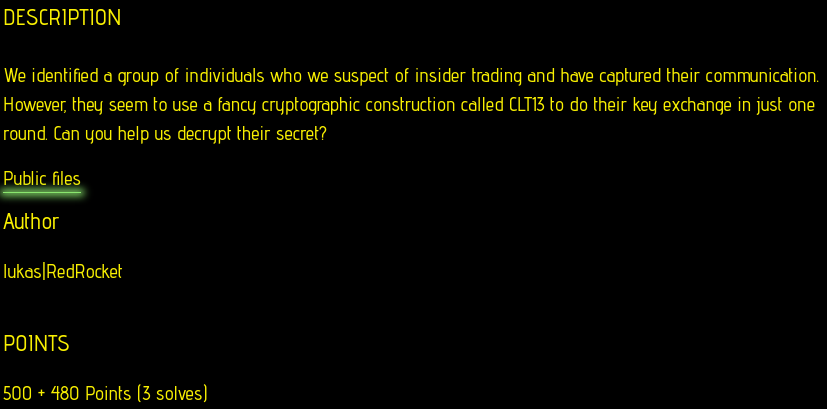 DESCRIPTION
We identified a group of individuals who we suspect of insider trading and have captured their communication.
However, they seem to use a fancy cryptographic construction called CLT13 to do their key exchange in just one
round. Can you help us decrypt their secret?
Public files
Author
lukas|RedRocket
POINTS
500 + 480 Points (3 solves)